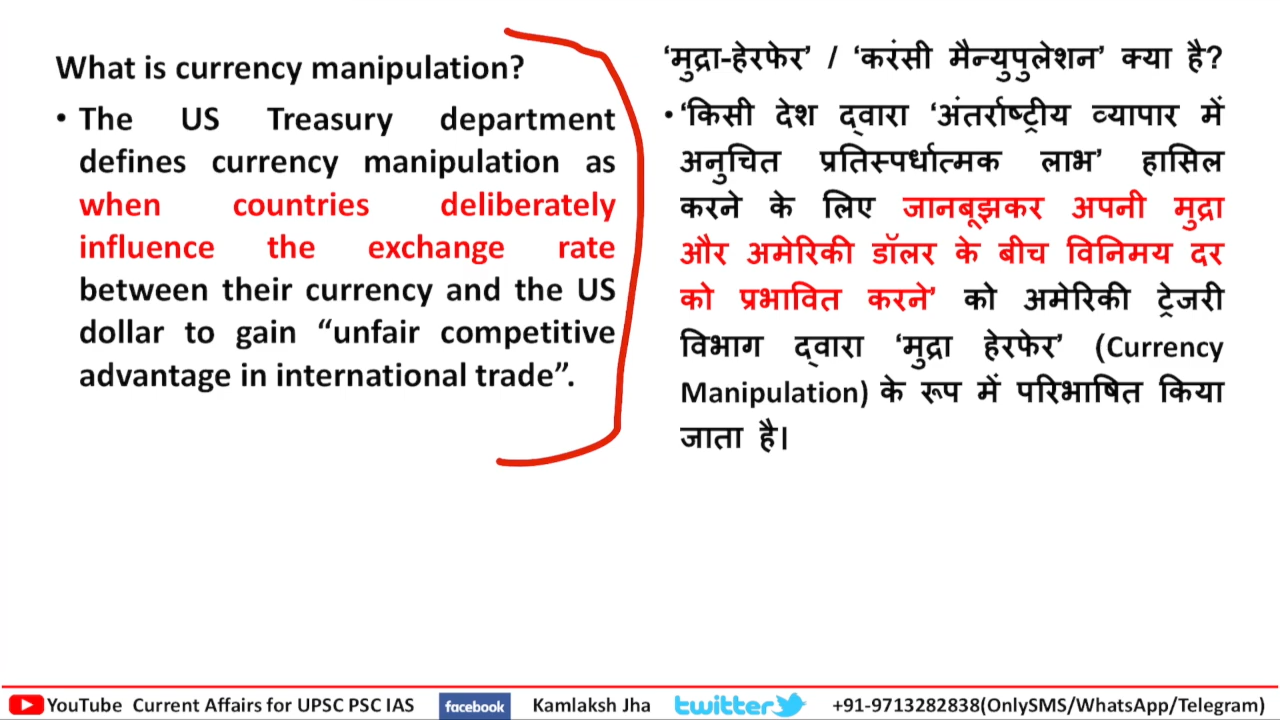 What is currency manipulation?
• The US Treasury department
defines currency manipulation as
when countries deliberately
influence the exchange rate
between their currency and the US
dollar to gain “unfair competitive
advantage in international trade”.
‘मुद्रा-हेरफेर’ / ‘करंसी मैन्युपुलेशन’ क्या है?
• ‘किसी देश द्वारा ‘अंतर्राष्ट्रीय व्यापार में
अनुचित प्रतिस्पर्धात्मक लाभ’ हासिल
करने के लिए जानबूझकर अपनी मुद्रा
और अमेरिकी डॉलर के बीच विनिमय दर
को प्रभावित करने’ को अमेरिकी ट्रेजरी
विभाग द्वारा ‘मुद्रा हेरफेर’ (Currency
Manipulation) के रूप में परिभाषित किया
जाता है।
YouTube Current Affairs for UPSC PSC IAS facebook Kamlaksh Jha twitter +91-9713282838(OnlySMS/WhatsApp/Telegram)